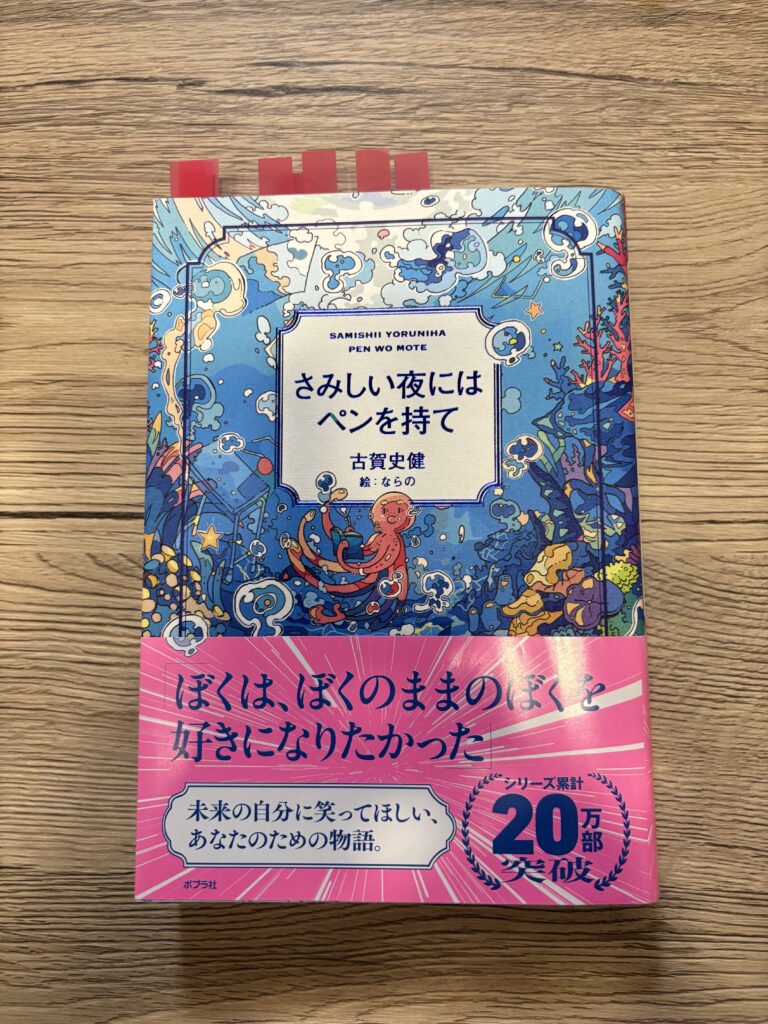 SAMISHII YORUNIHA
PEN WO MOTE
さみしい夜には
ペンを持て
古賀史健
絵：ならの
「ぼくは、ぼくのままのぼくを
好きになりたかった」
未来の自分に笑ってほしい、
あなたのための物語。
シリーズ累計
20万部
突破
ポプラ社